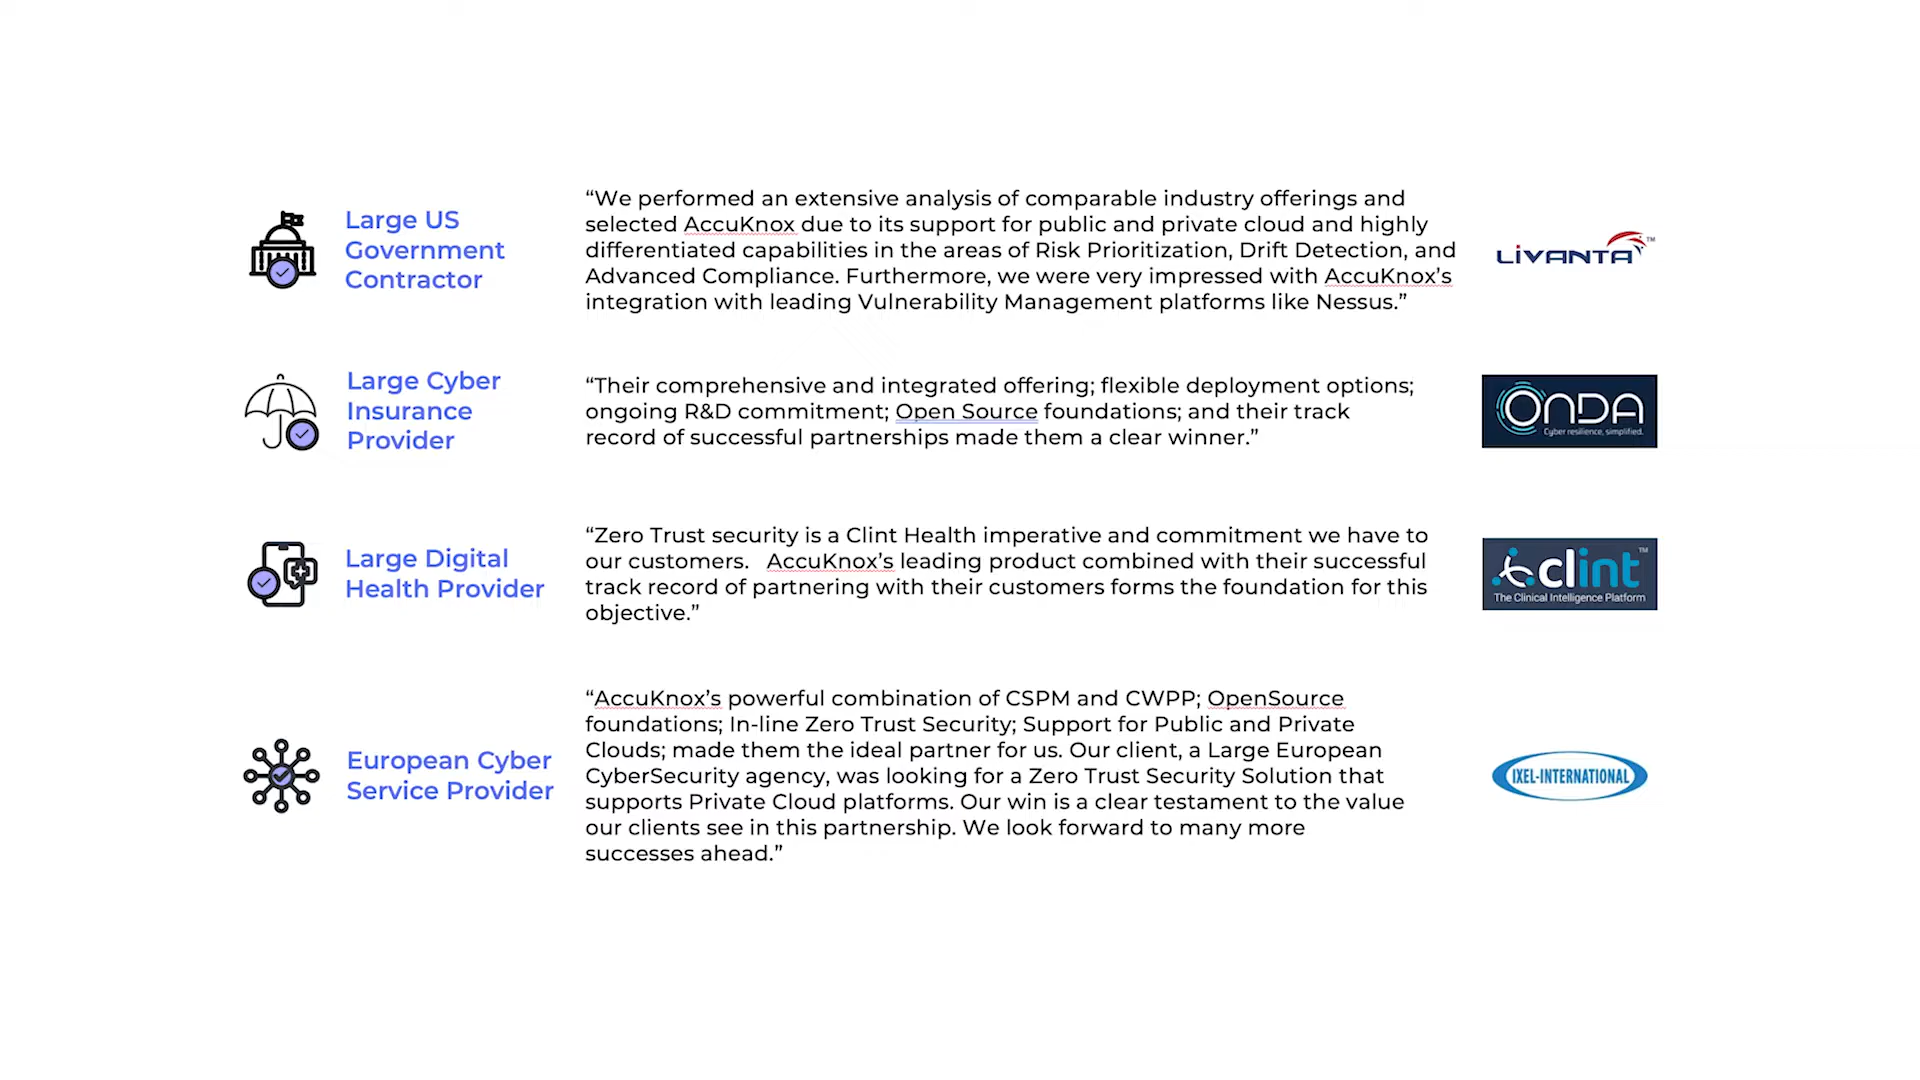 Large US
Government
Contractor
“We performed an extensive analysis of comparable industry offerings and
selected AccuKnox due to its support for public and private cloud and highly
differentiated capabilities in the areas of Risk Prioritization, Drift Detection, and
Advanced Compliance. Furthermore, we were very impressed with AccuKnox’s
integration with leading Vulnerability Management platforms like Nessus.”
LIVANTA™
Large Cyber
Insurance
Provider
“Their comprehensive and integrated offering; flexible deployment options;
ongoing R&D commitment; Open Source foundations; and their track
record of successful partnerships made them a clear winner.”
ONDA
Cyber resilience, simplified.
Large Digital
Health Provider
“Zero Trust security is a Clint Health imperative and commitment we have to
our customers.   AccuKnox’s leading product combined with their successful
track record of partnering with their customers forms the foundation for this
objective.”
clint™
The Clinical Intelligence Platform
European Cyber
Service Provider
“AccuKnox’s powerful combination of CSPM and CWPP; OpenSource
foundations; In-line Zero Trust Security; Support for Public and Private
Clouds; made them the ideal partner for us. Our client, a Large European
CyberSecurity agency, was looking for a Zero Trust Security Solution that
supports Private Cloud platforms. Our win is a clear testament to the value
our clients see in this partnership. We look forward to many more
successes ahead.”
IXEL-INTERNATIONAL